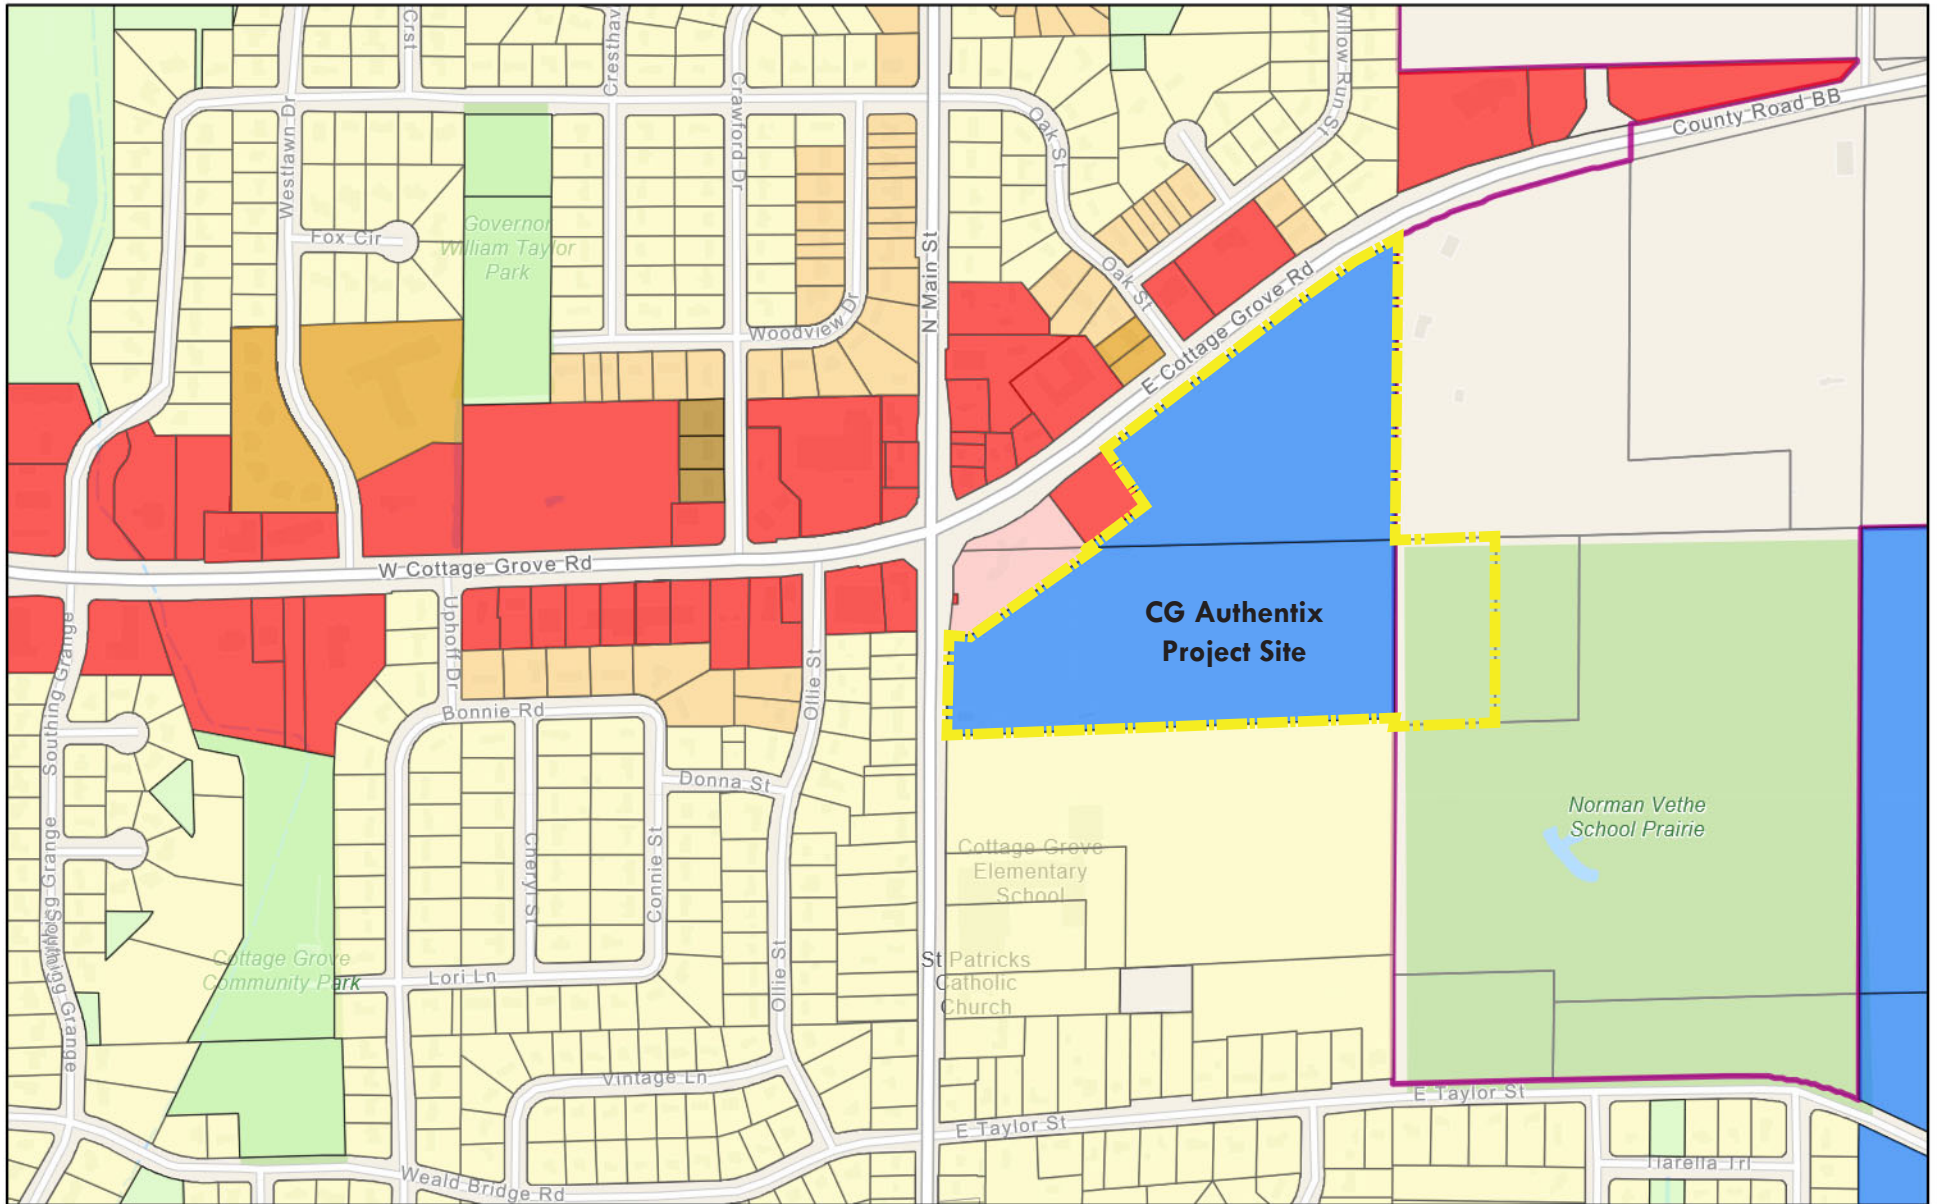 Crst
Cresthav
Crawford Dr
Willow Run St
County Road BB
Oak St
Westlawn Dr
Governor
William Taylor
Park
Fox Cir
N Main St
Oak St
Woodview Dr
E Cottage Grove Rd
W Cottage Grove Rd
CG Authentix
Project Site
Uphoff Dr
Southing Grange
Ollie St
Bonnie Rd
Donna St
Norman Vethe
School Prairie
Cheryl St
Connie St
Cottage Grove
Elementary
School
Southing Grange
Cottage Grove
Community Park
Lori Ln
Ollie St
St Patricks
Catholic
Church
Vintage Ln
E Taylor St
E Taylor St
Weald Bridge Rd
Tiarella Trl